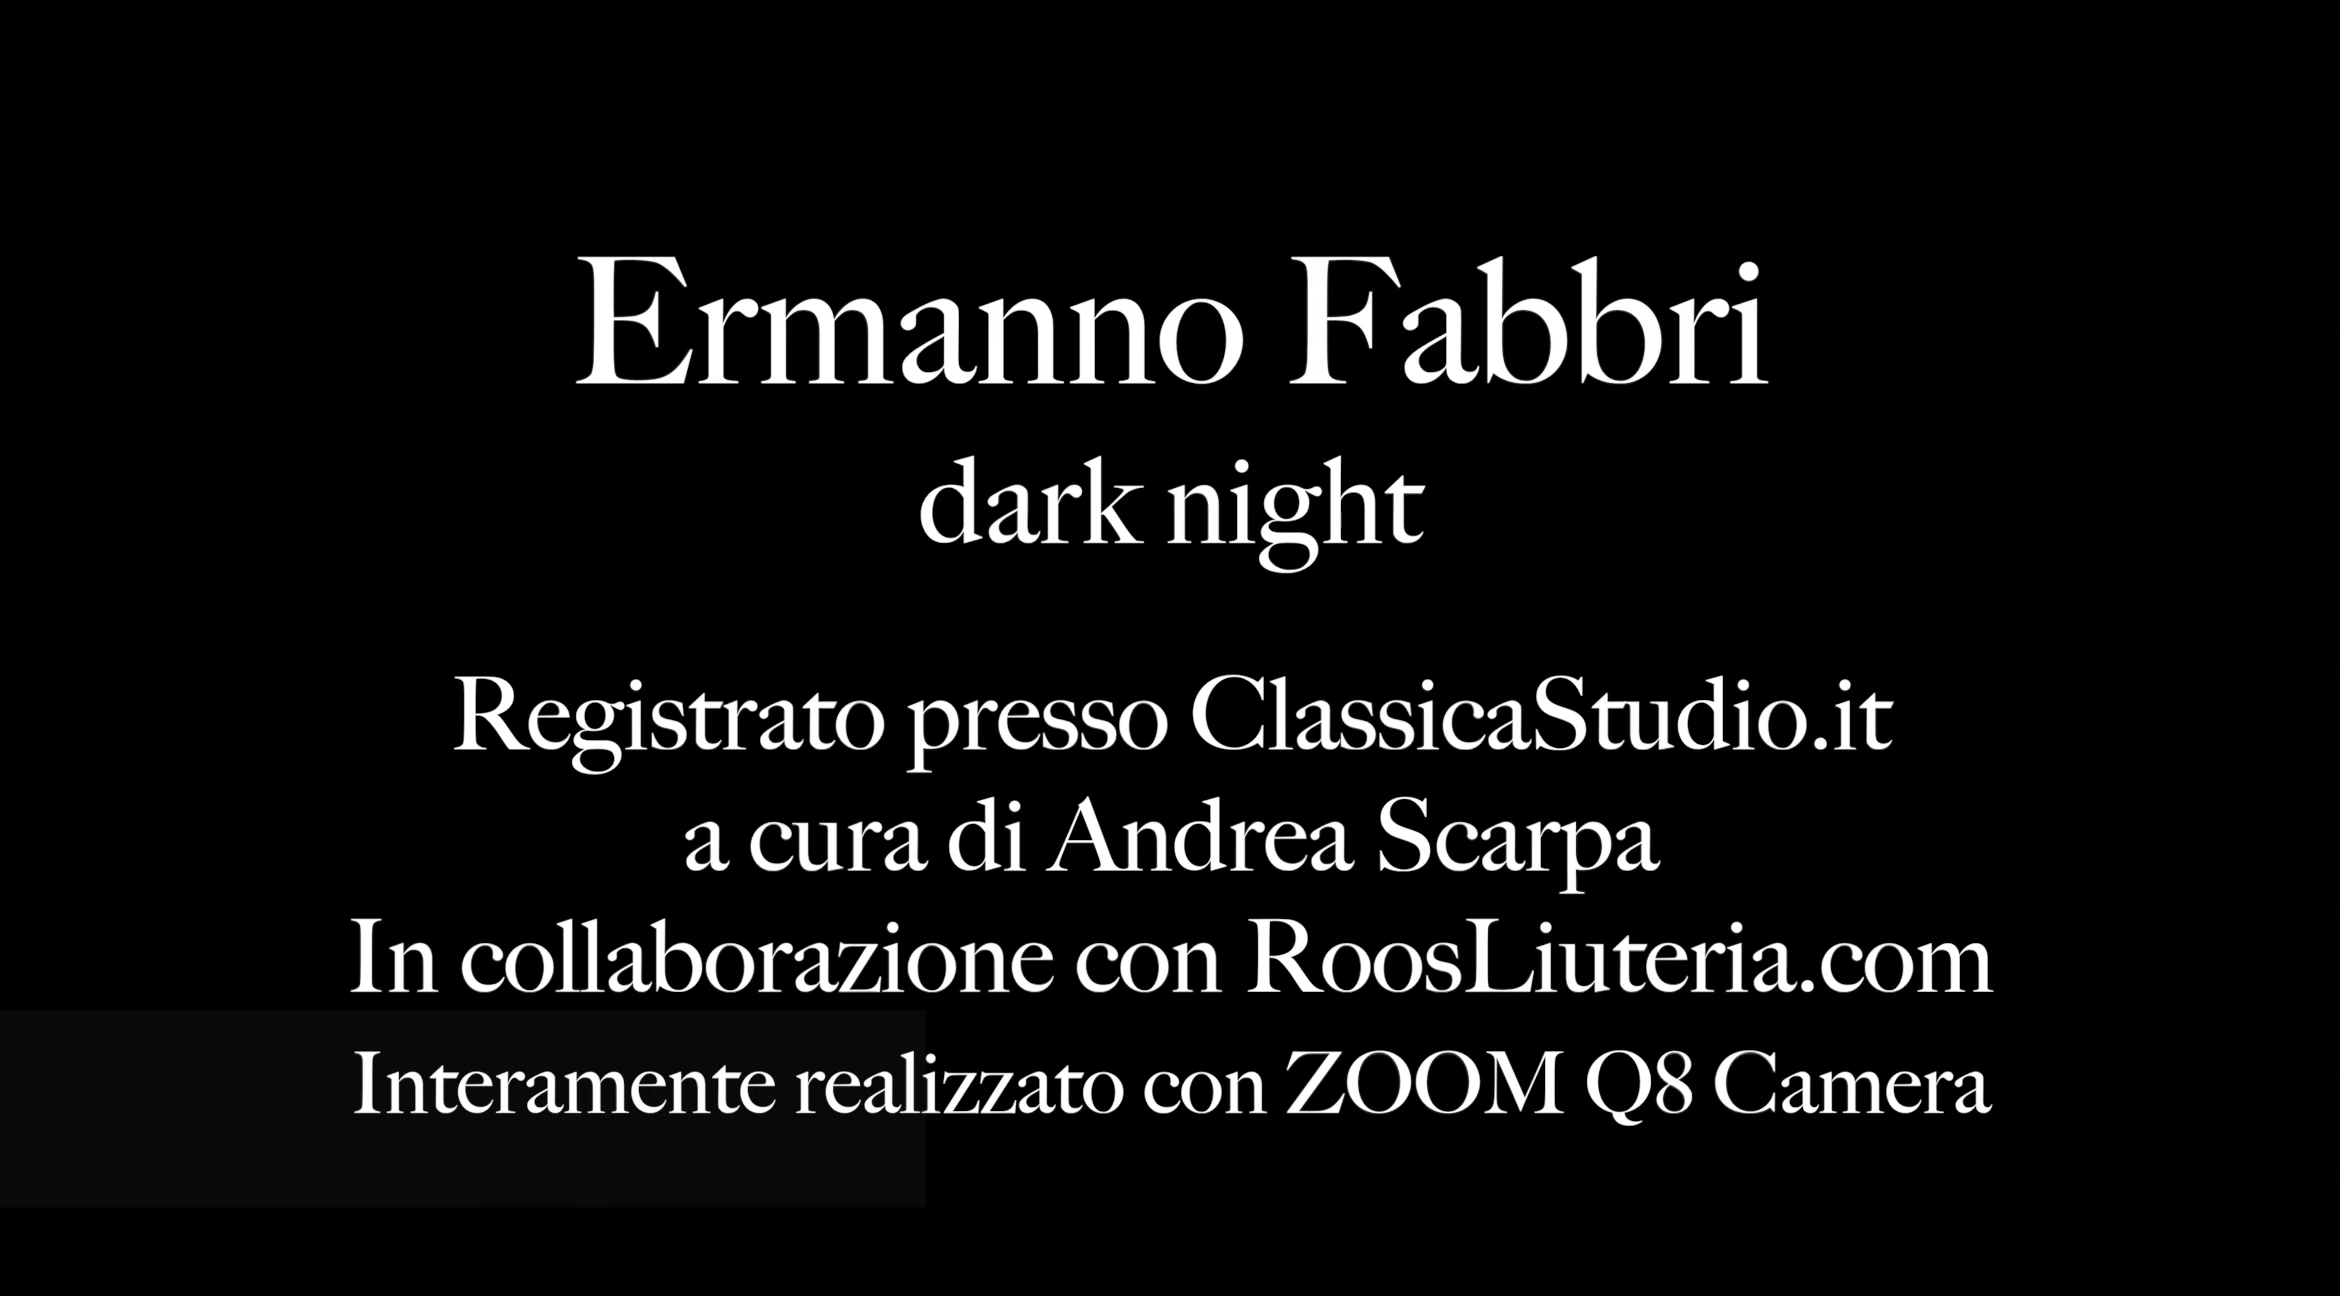 Ermanno Fabbri
dark night
Registrato presso ClassicaStudio.it
a cura di Andrea Scarpa
In collaborazione con RoosLiuteria.com
Interamente realizzato con ZOOM Q8 Camera